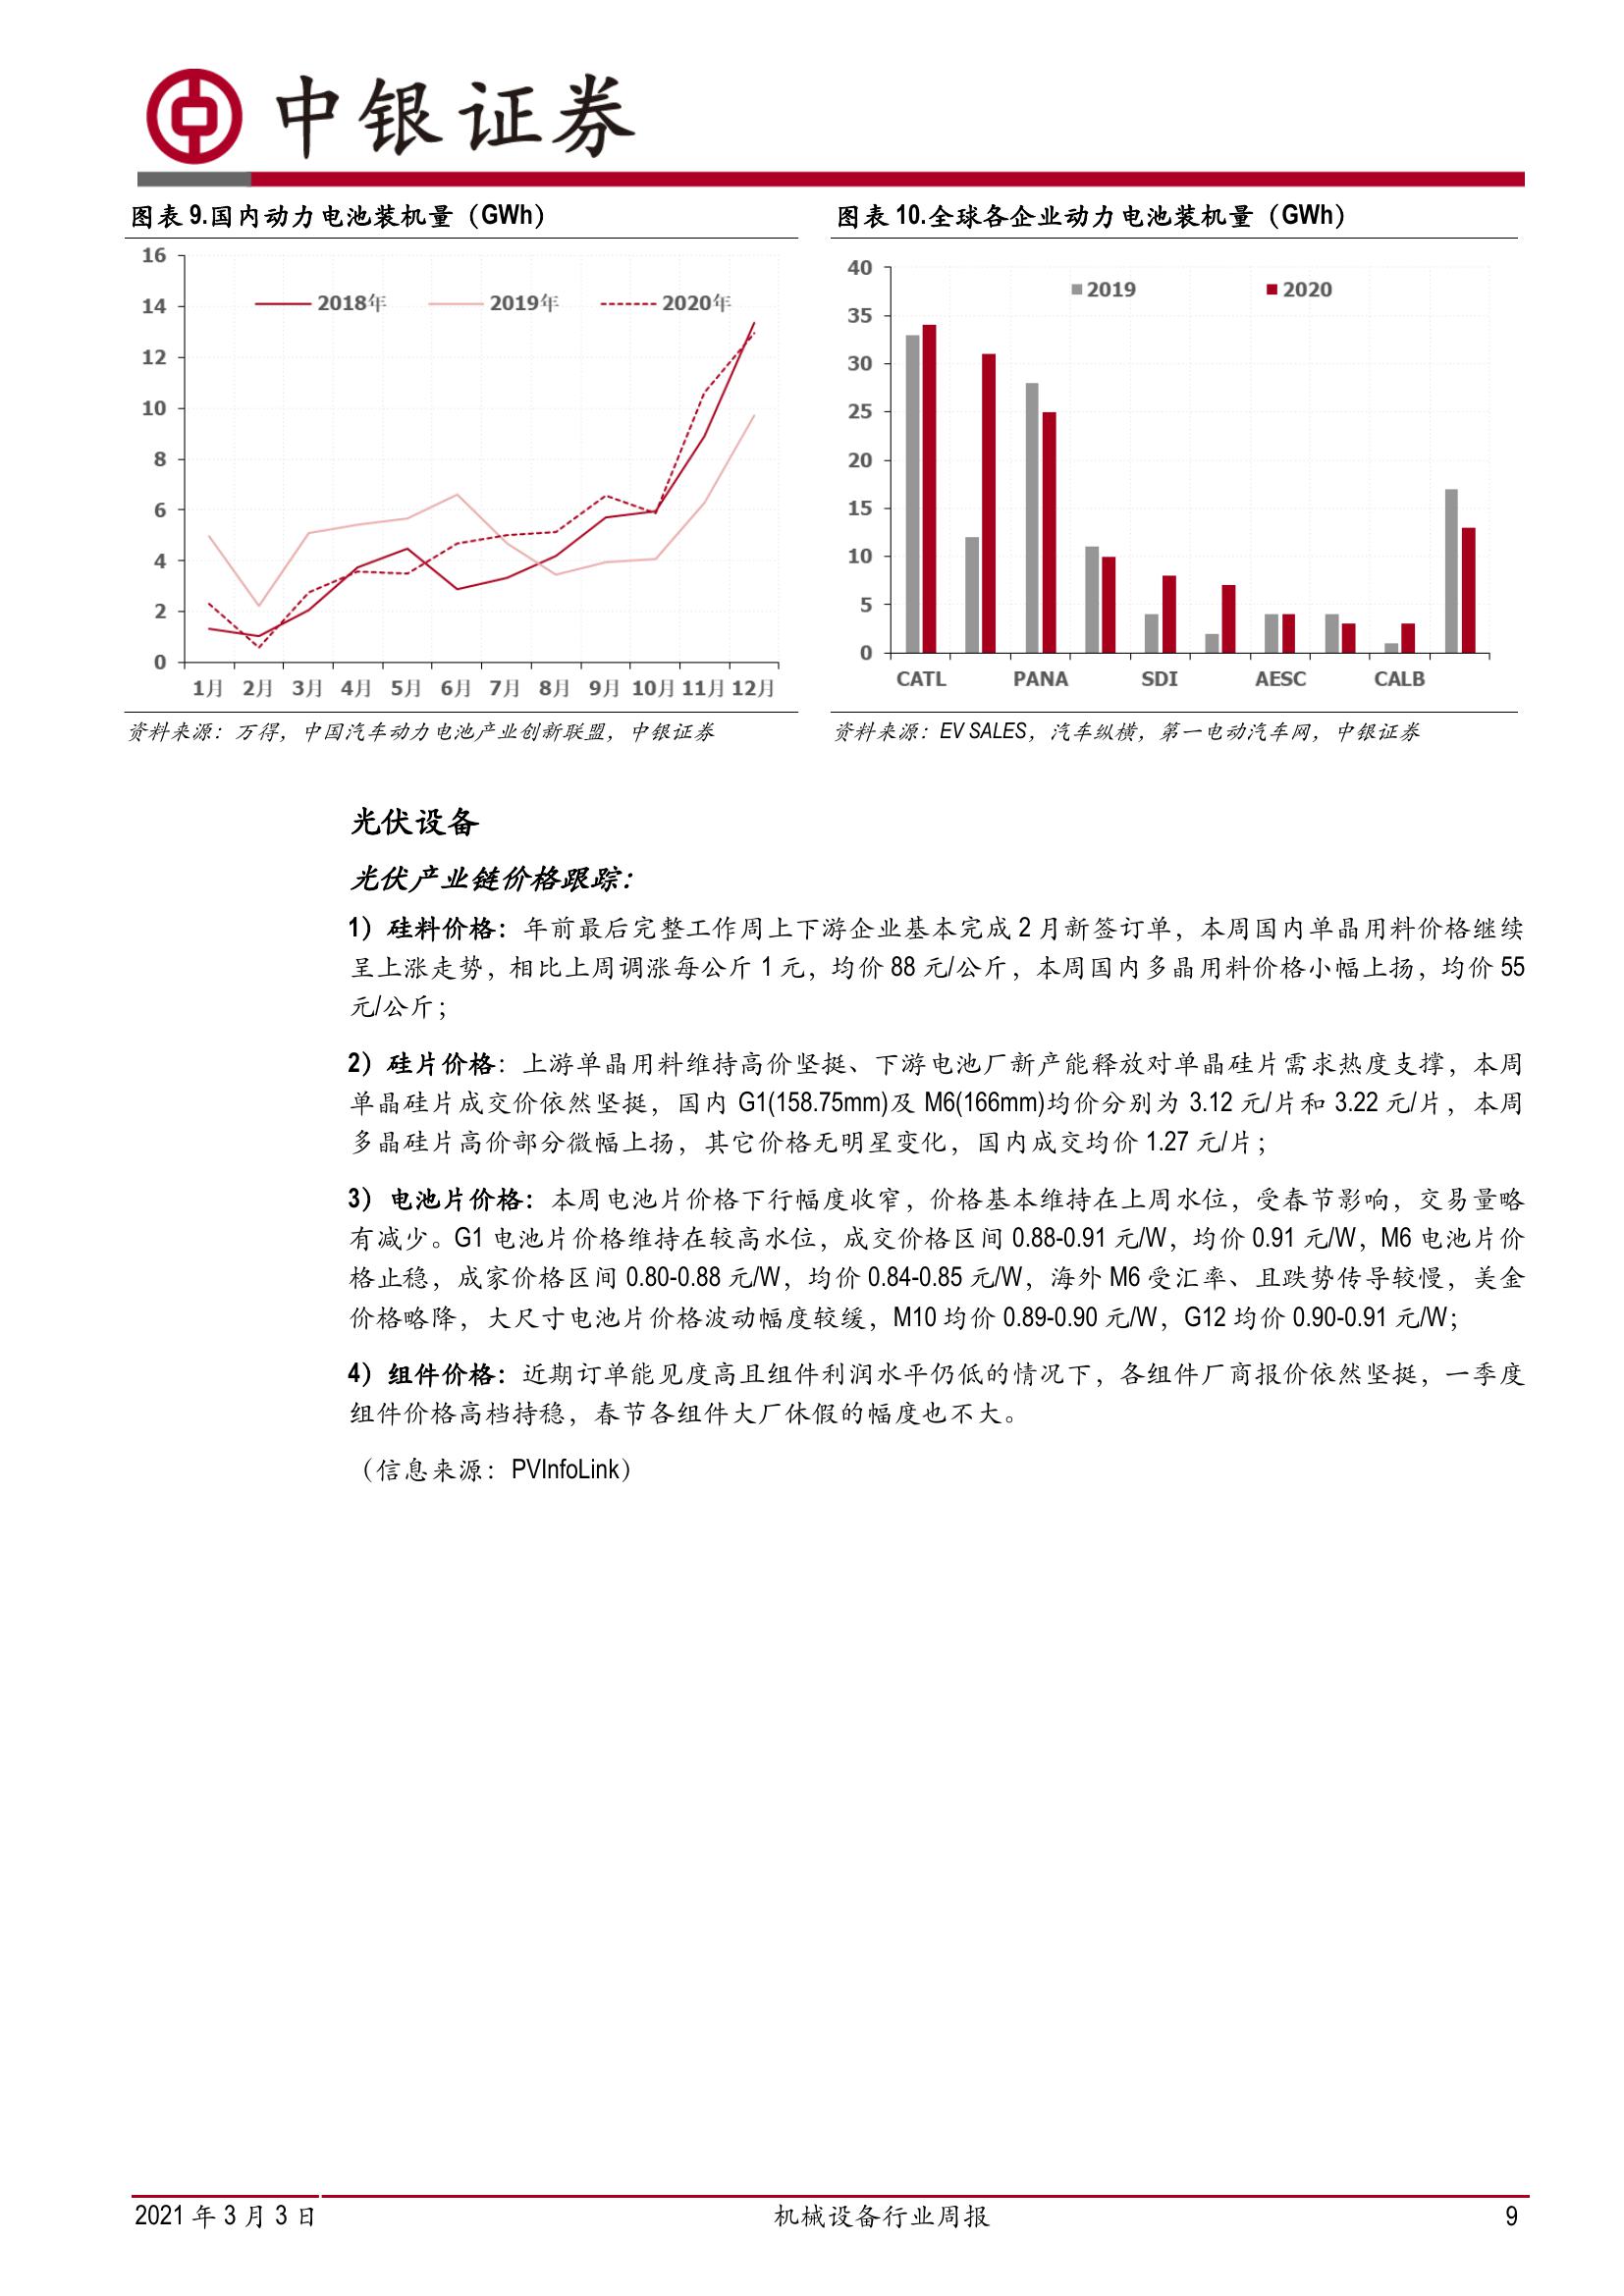 中银证券
图表 9.国内动力电池装机量（GWh）
16
14
12
10
8
6
4
2
0
2018年 2019年 2020年
1月 2月 3月 4月 5月 6月 7月 8月 9月 10月 11月 12月
资料来源：万得，中国汽车动力电池产业创新联盟，中银证券
图表 10.全球各企业动力电池装机量（GWh）
40
35
30
25
20
15
10
5
0
2019 2020
CATL PANA SDI AESC CALB
资料来源：EV SALES，汽车纵横，第一电动汽车网，中银证券
光伏设备
光伏产业链价格跟踪：
1）硅料价格：年前最后完整工作周上下游企业基本完成 2 月新签订单，本周国内单晶用料价格继续
呈上涨走势，相比上周调涨每公斤 1 元，均价 88 元/公斤，本周国内多晶用料价格小幅上扬，均价 55
元/公斤；
2）硅片价格：上游单晶用料维持高价坚挺、下游电池厂新产能释放对单晶硅片需求热度支撑，本周
单晶硅片成交价依然坚挺，国内 G1(158.75mm)及 M6(166mm)均价分别为 3.12 元/片和 3.22 元/片，本周
多晶硅片高价部分微幅上扬，其它价格无明星变化，国内成交均价 1.27 元/片；
3）电池片价格：本周电池片价格下行幅度收窄，价格基本维持在上周水位，受春节影响，交易量略
有减少。G1 电池片价格维持在较高水位，成交价格区间 0.88-0.91 元/W，均价 0.91 元/W，M6 电池片价
格止稳，成家价格区间 0.80-0.88 元/W，均价 0.84-0.85 元/W，海外 M6 受汇率、且跌势传导较慢，美金
价格略降，大尺寸电池片价格波动幅度较缓，M10 均价 0.89-0.90 元/W，G12 均价 0.90-0.91 元/W；
4）组件价格：近期订单能见度高且组件利润水平仍低的情况下，各组件厂商报价依然坚挺，一季度
组件价格高档持稳，春节各组件大厂休假的幅度也不大。
（信息来源：PVInfoLink）
2021 年 3 月 3 日 机械设备行业周报 9